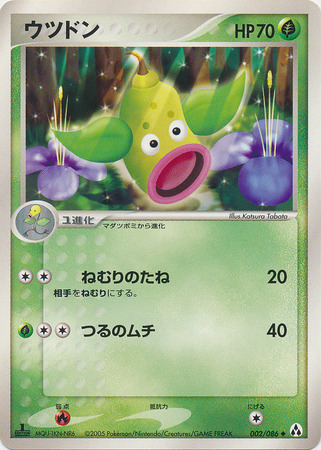 ウツドン HP70
Illus.Katsura Tabata
1進化
マダツボミから進化
ねむりのたね 20
相手をねむりにする。
つるのムチ 40
弱点 抵抗力 にげる
1
EDITION
©2005 Pokémon/Nintendo/Creatures/GAME FREAK. 002/086 ◆